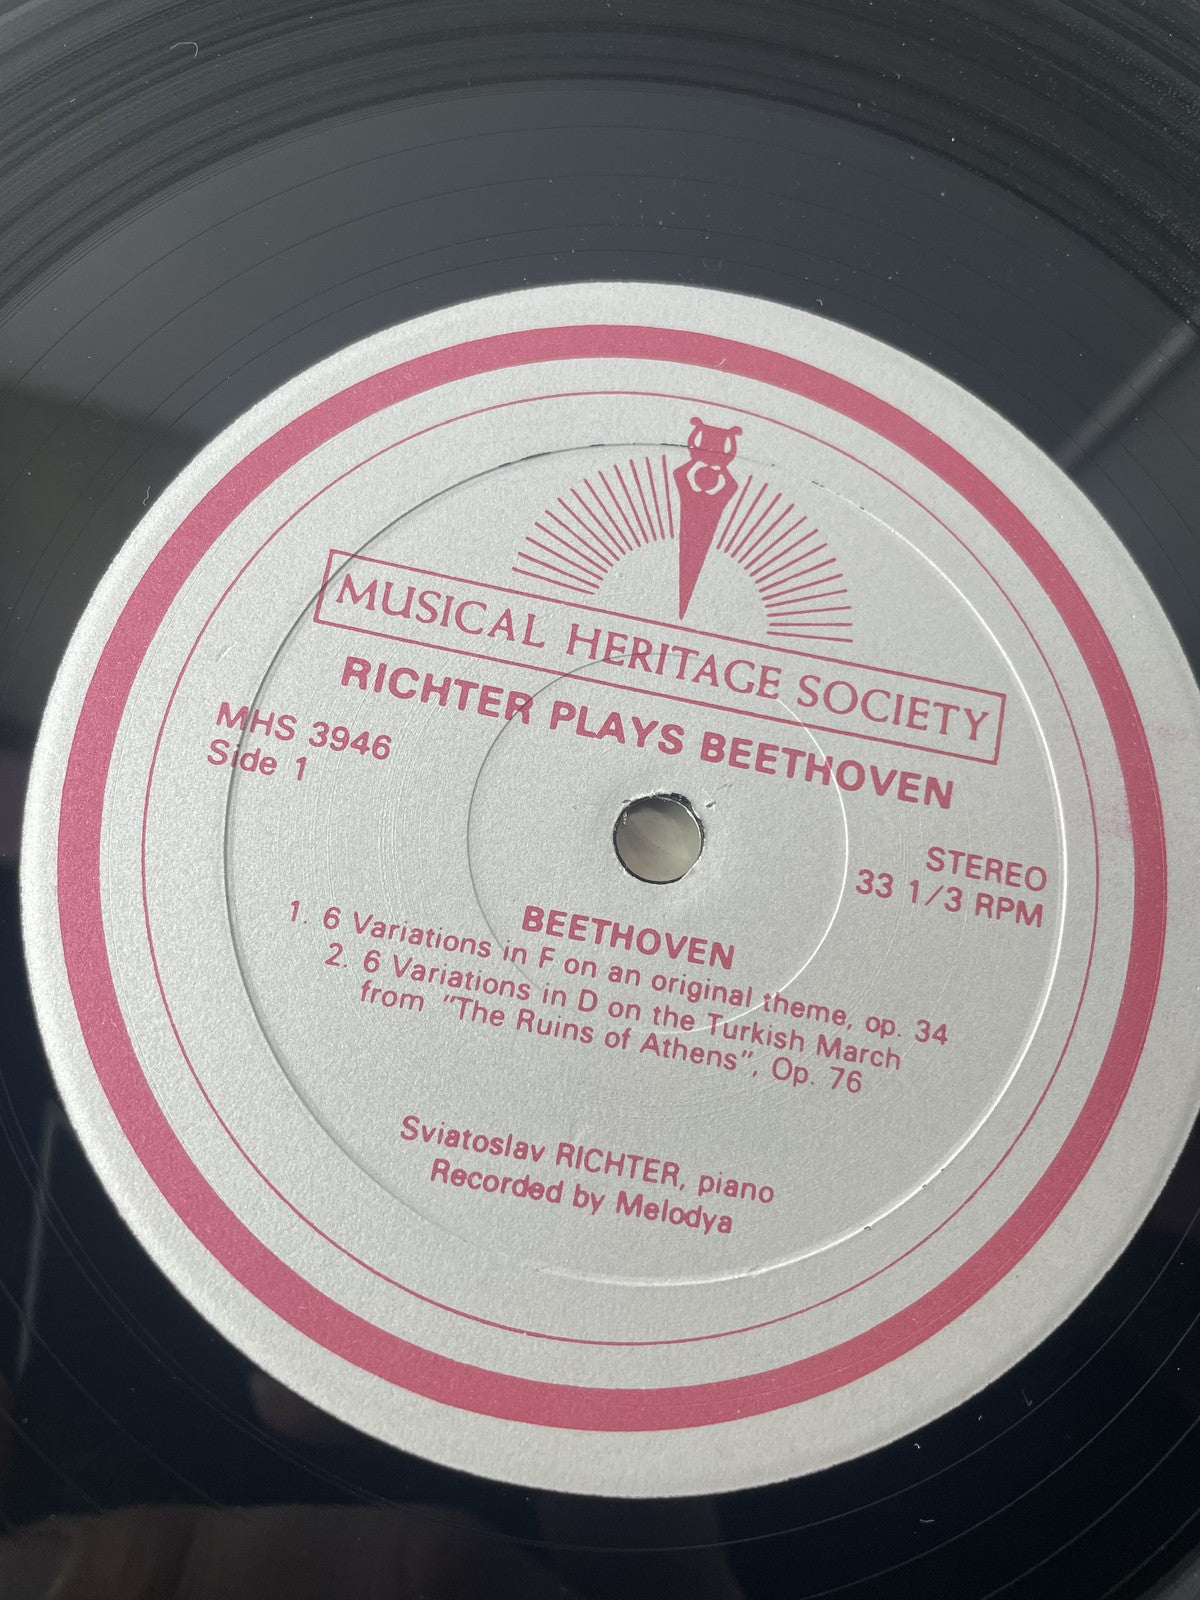 MUSICAL HERITAGE SOCIETY
RICHTER PLAYS BEETHOVEN
MHS 3946
Side 1
STEREO
33 1/3 RPM
BEETHOVEN
1. 6 Variations in F on an original theme, op. 34
2. 6 Variations in D on the Turkish March
from "The Ruins of Athens", Op. 76
Sviatoslav RICHTER, piano
Recorded by Melodya